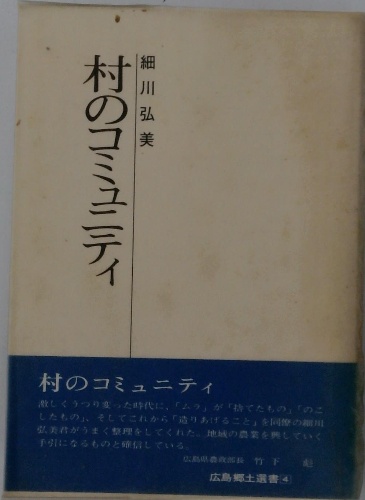 村のコミュニティ
細川弘美
村のコミュニティ
激しくうつり変った時代に、「ムラ」が「捨てたもの」「のこ
したもの」、そしてこれから「造りあげること」を同僚の細川
弘美君がうまく整理をしてくれた。地域の農業を興していく
手引になるものと確信している。
広島県農政部長 竹下
広島郷土選書④